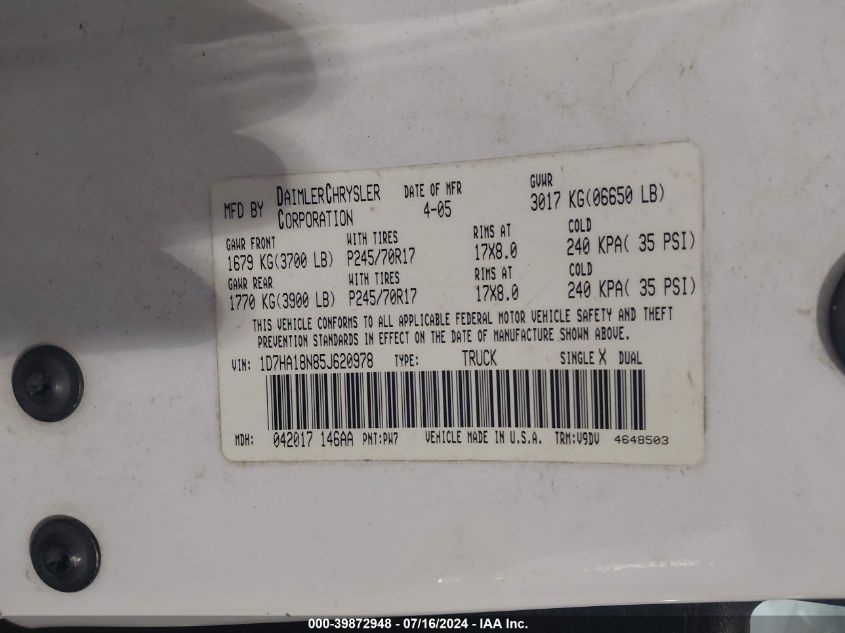 MFD BY DAIMLERCHRYSLER CORPORATION DATE OF MFR 4-05 GVWR 3017 KG(06650 LB)
GAWR FRONT WITH TIRES RIMS AT COLD
1679 KG(3700 LB) P245/70R17 17X8.0 240 KPA( 35 PSI)
GAWR REAR WITH TIRES RIMS AT COLD
1770 KG(3900 LB) P245/70R17 17X8.0 240 KPA( 35 PSI)
THIS VEHICLE CONFORMS TO ALL APPLICABLE FEDERAL MOTOR VEHICLE SAFETY AND THEFT
PREVENTION STANDARDS IN EFFECT ON THE DATE OF MANUFACTURE SHOWN ABOVE.
VIN: 1D7HA18N85J620978 TYPE: TRUCK SINGLE X DUAL
MDH: 042017 146AA PNT:PW7 VEHICLE MADE IN U.S.A. TRM:V9DV 4648503
000-39872948 - 07/16/2024 - IAA Inc.